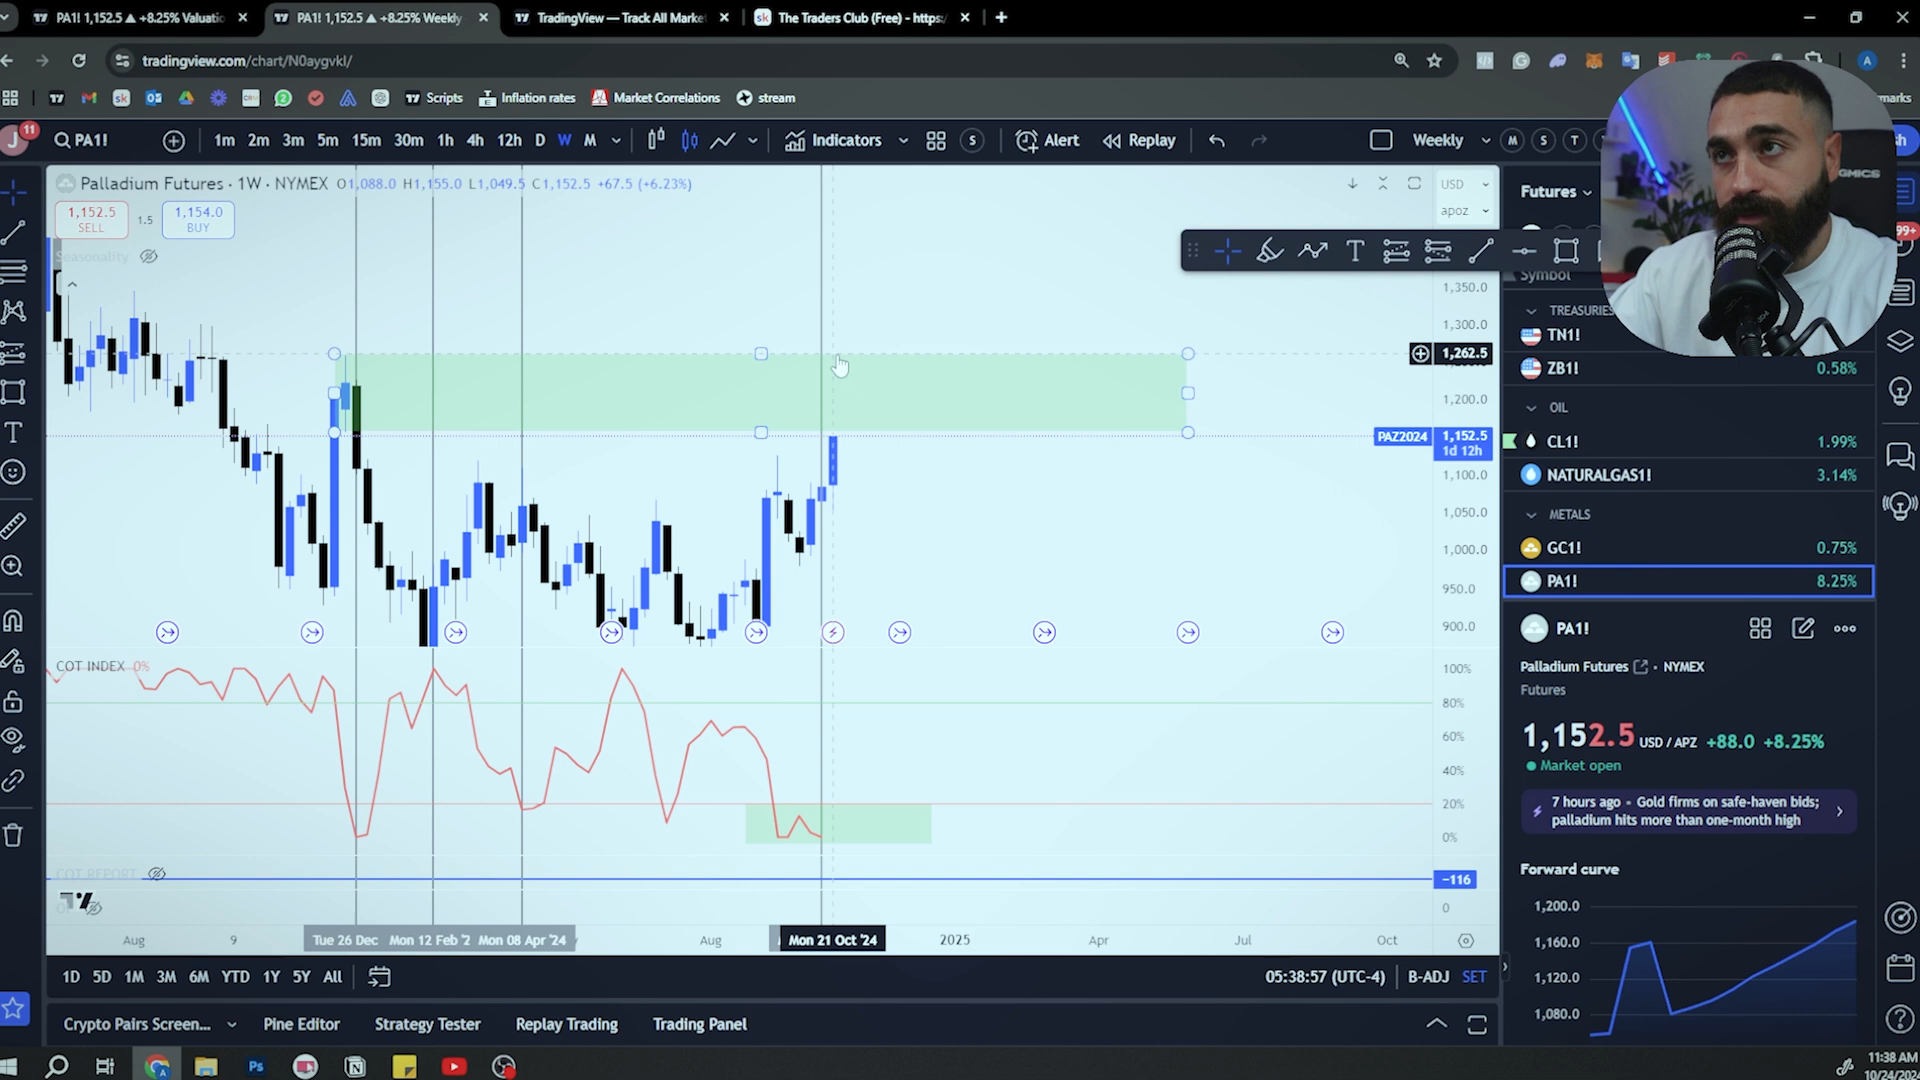 PA1! 1,152.5 ▲ +8.25% Valuatio
PA1! 1,152.5 ▲ +8.25% Weekly
TradingView — Track All Marke
The Traders Club (Free) - https:/
tradingview.com/chart/N0aygvkl/
Scripts
Inflation rates
Market Correlations
stream
marks
11
PA1!
1m 2m 3m 5m 15m 30m 1h 4h 12h D W M
Indicators
Alert
Replay
Weekly
M S T
Palladium Futures · 1W · NYMEX O1,088.0 H1,155.0 L1,049.5 C1,152.5 +67.5 (+6.23%)
USD
apoz
1,152.5
SELL
1.5
1,154.0
BUY
Seasonality
1,350.0
1,300.0
1,262.5
1,200.0
PAZ2024
1,152.5
1d 12h
1,100.0
1,050.0
1,000.0
950.0
900.0
COT INDEX 0%
100%
80%
60%
40%
20%
0%
COT REPORT
-116
0
Aug
9
Tue 26 Dec
Mon 12 Feb '2
Mon 08 Apr '24
Aug
Mon 21 Oct '24
2025
Apr
Jul
Oct
1D 5D 1M 3M 6M YTD 1Y 5Y All
05:38:57 (UTC-4)
B-ADJ
SET
Crypto Pairs Screen...
Pine Editor
Strategy Tester
Replay Trading
Trading Panel
Futures
Symbol
TREASURIES
TN1!
ZB1! 0.58%
OIL
CL1! 1.99%
NATURALGAS1! 3.14%
METALS
GC1! 0.75%
PA1! 8.25%
PA1!
Palladium Futures · NYMEX
Futures
1,152.5 USD / APZ +88.0 +8.25%
Market open
7 hours ago • Gold firms on safe-haven bids;
palladium hits more than one-month high
Forward curve
1,200.0
1,160.0
1,120.0
1,080.0
99+
11:38 AM
10/24/202